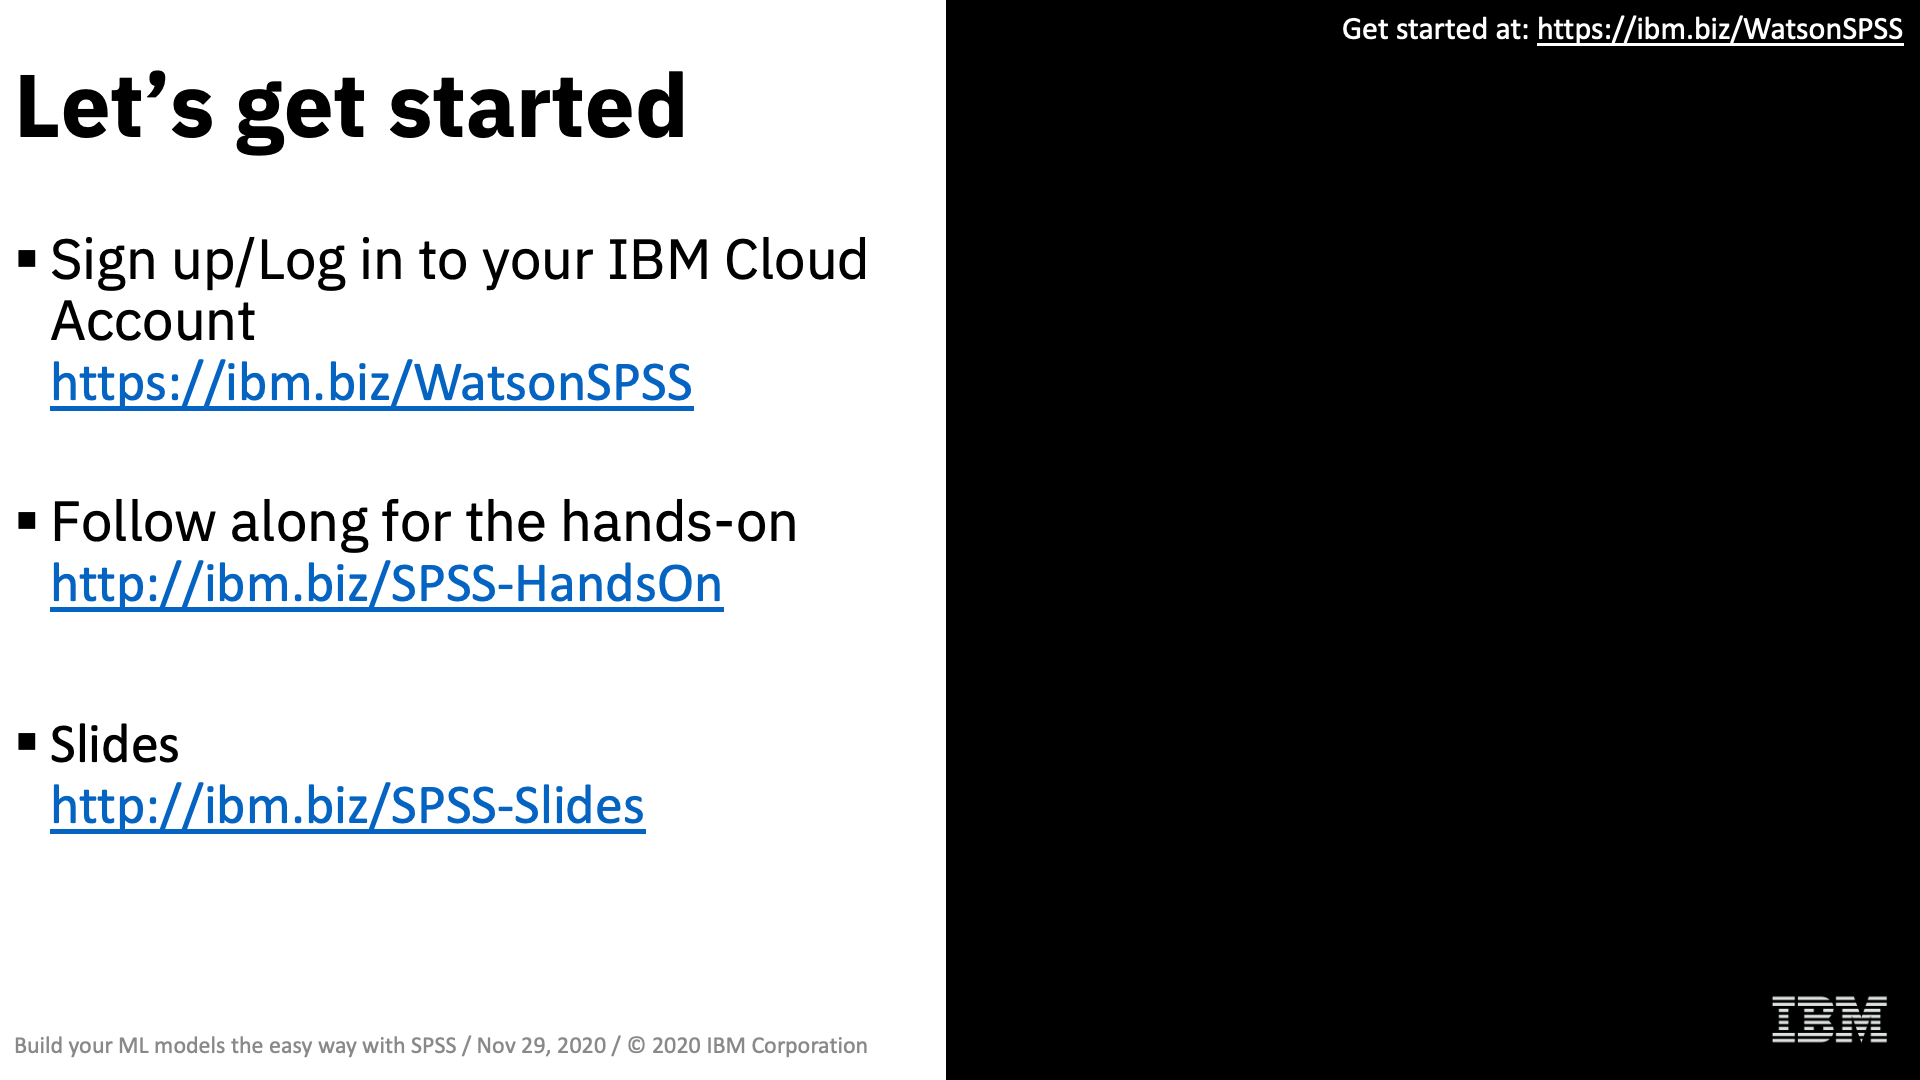 Get started at: https://ibm.biz/WatsonSPSS
Let’s get started
▪ Sign up/Log in to your IBM Cloud
Account
https://ibm.biz/WatsonSPSS
▪ Follow along for the hands-on
http://ibm.biz/SPSS-HandsOn
▪ Slides
http://ibm.biz/SPSS-Slides
Build your ML models the easy way with SPSS / Nov 29, 2020 / © 2020 IBM Corporation
IBM